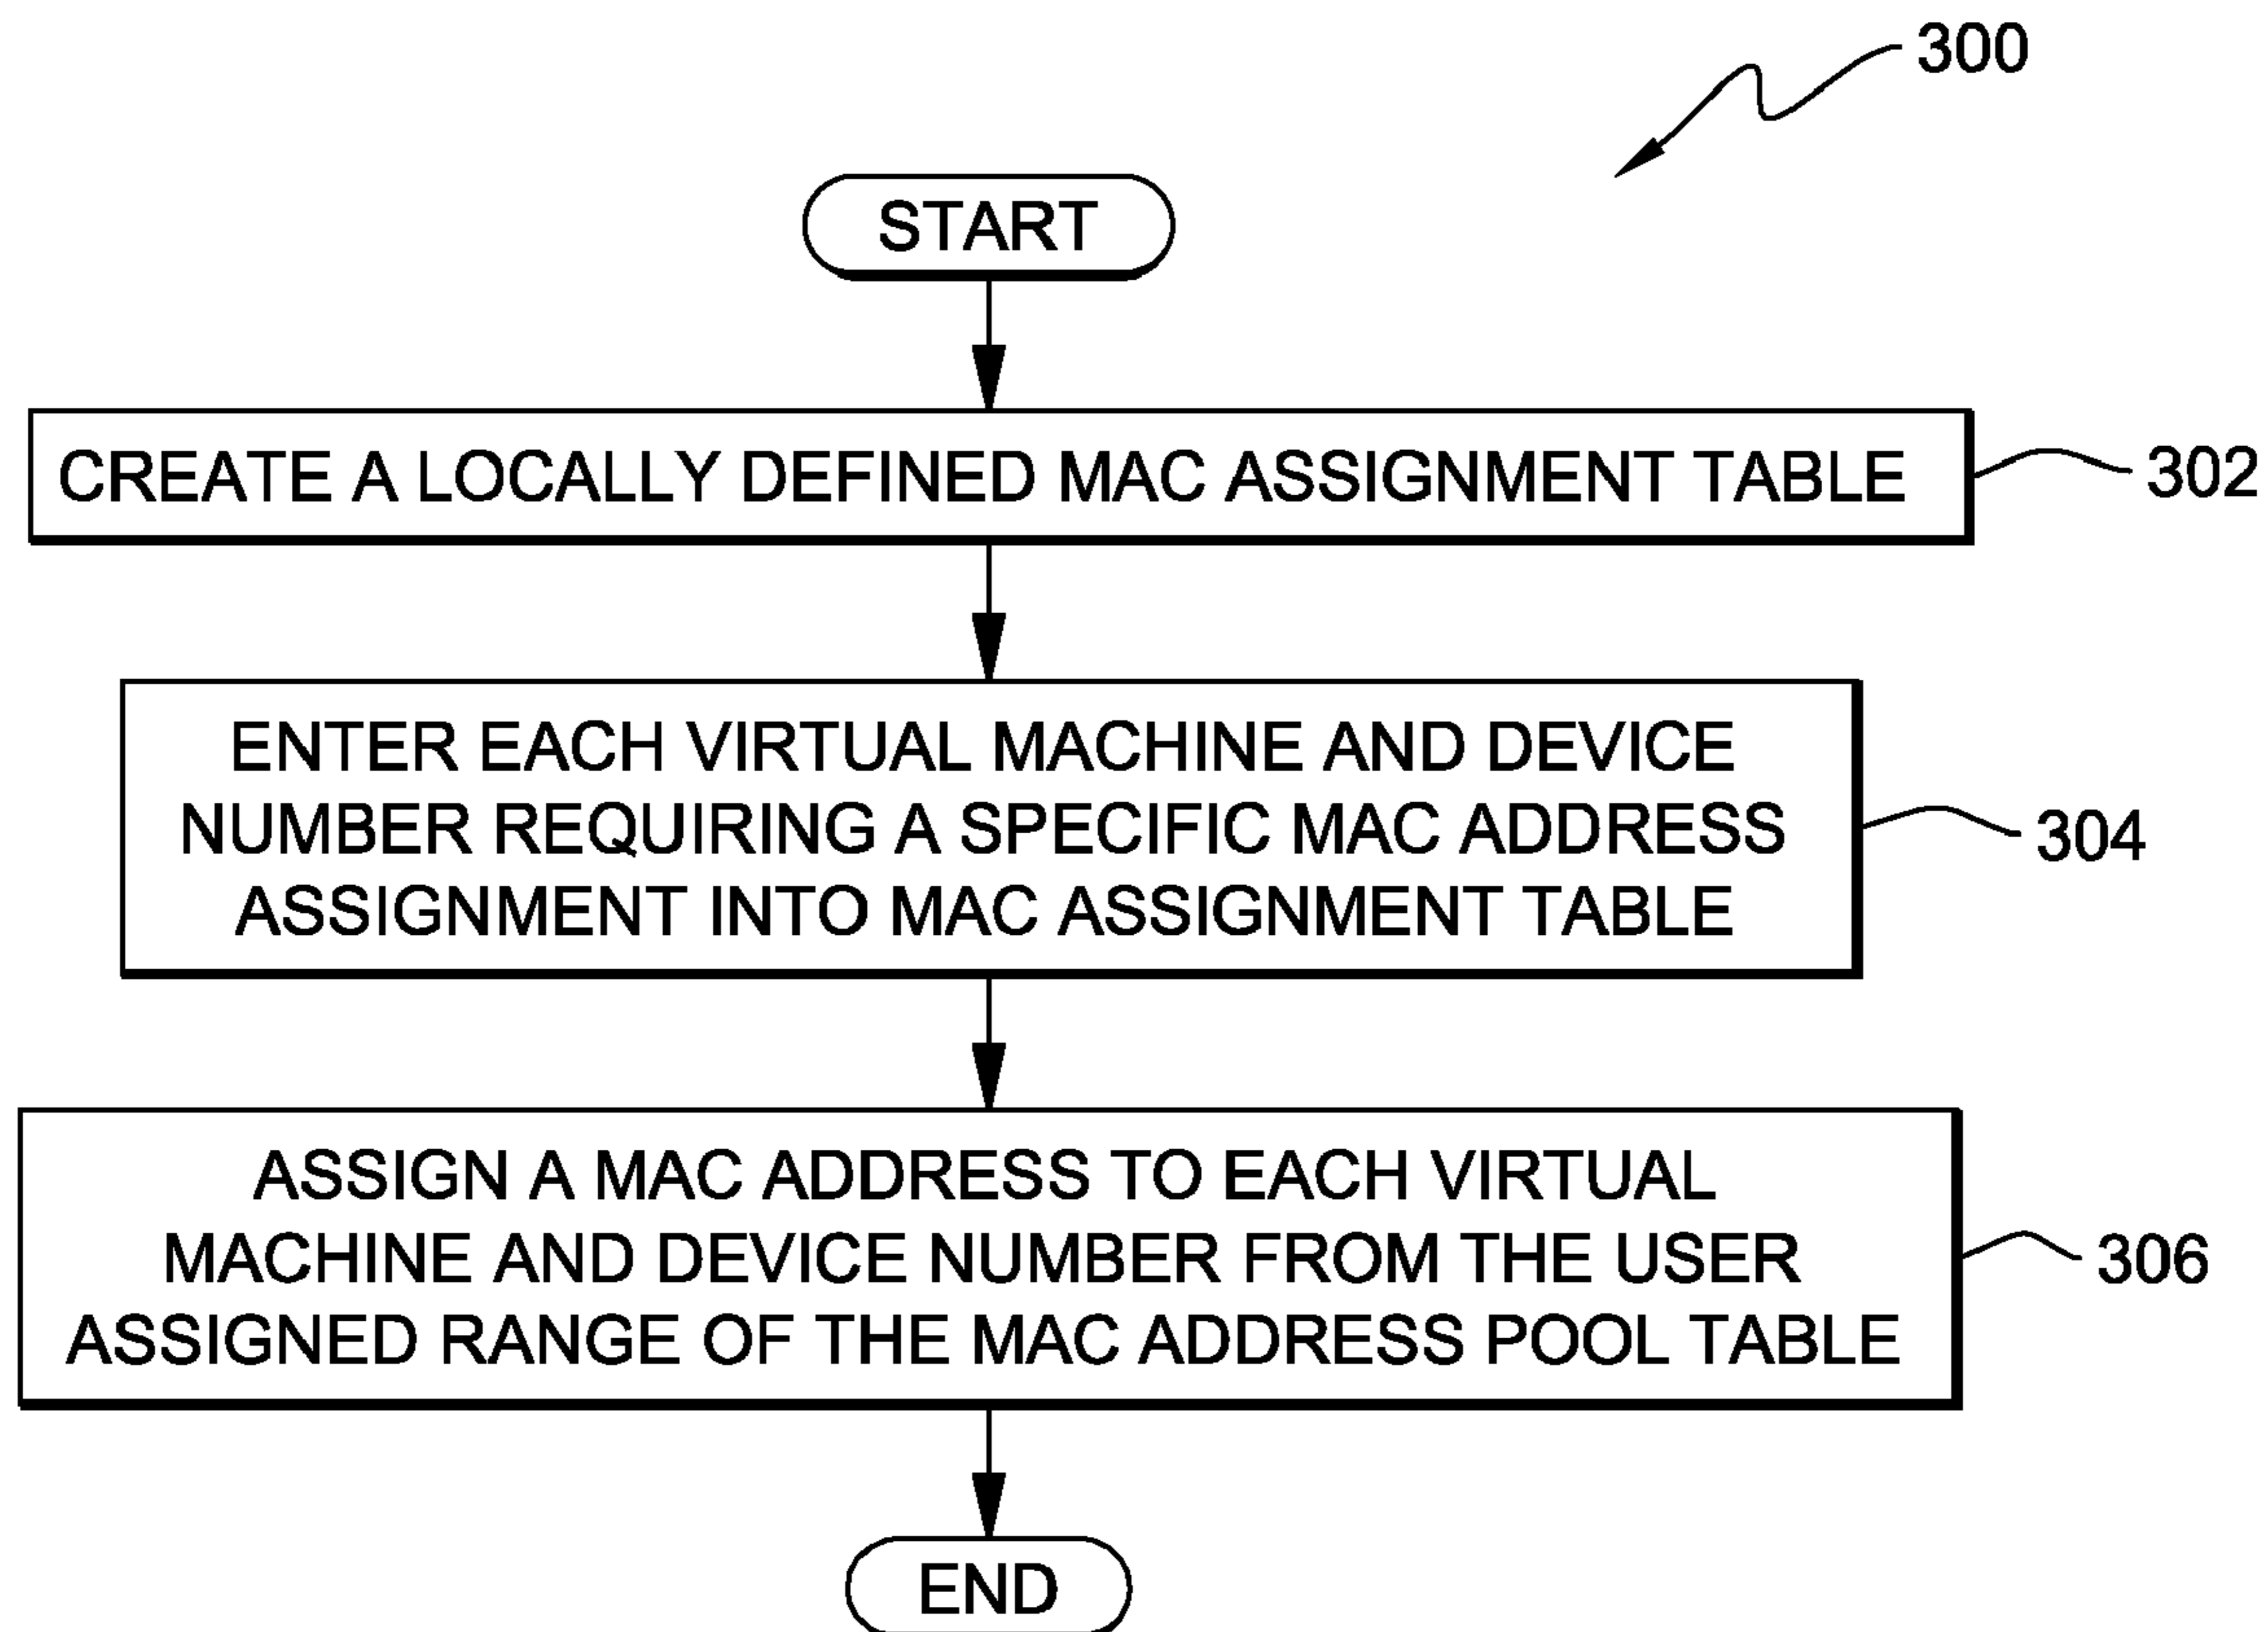 300
START
CREATE A LOCALLY DEFINED MAC ASSIGNMENT TABLE
302
ENTER EACH VIRTUAL MACHINE AND DEVICE
NUMBER REQUIRING A SPECIFIC MAC ADDRESS
ASSIGNMENT INTO MAC ASSIGNMENT TABLE
304
ASSIGN A MAC ADDRESS TO EACH VIRTUAL
MACHINE AND DEVICE NUMBER FROM THE USER
ASSIGNED RANGE OF THE MAC ADDRESS POOL TABLE
306
END